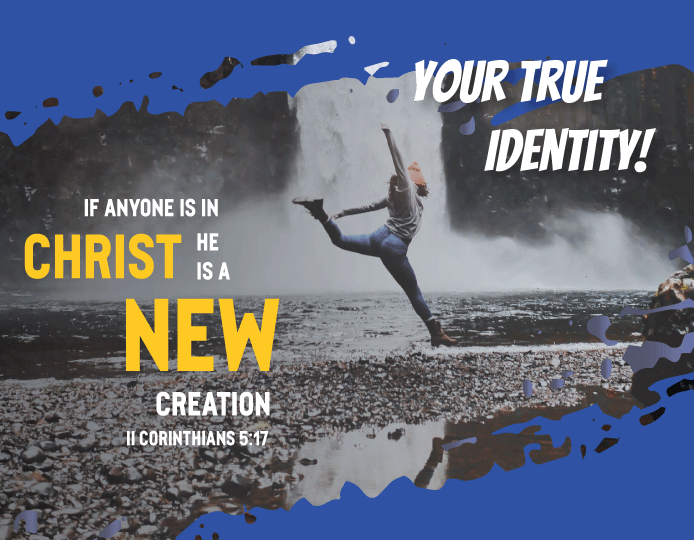 YOUR TRUE
IDENTITY!
IF ANYONE IS IN
CHRIST HE
IS A
NEW
CREATION
II CORINTHIANS 5:17